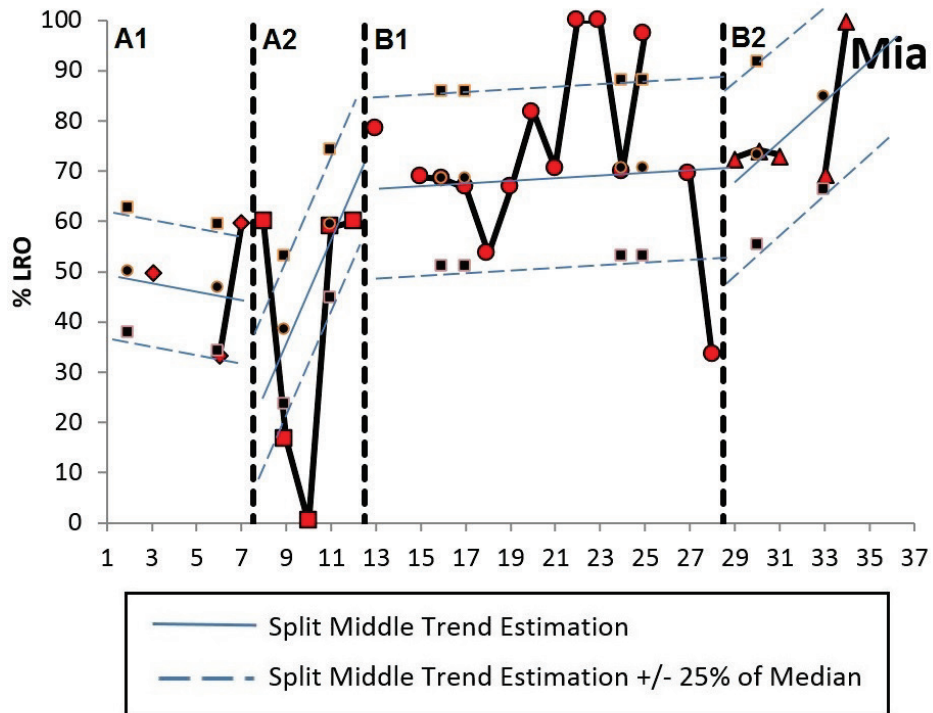 100
A1
A2
B1
B2
Mia
90
80
70
60
50
40
30
20
10
0
% LRO
1 3 5 7 9 11 13 15 17 19 21 23 25 27 29 31 33 35 37
Split Middle Trend Estimation
Split Middle Trend Estimation +/- 25% of Median